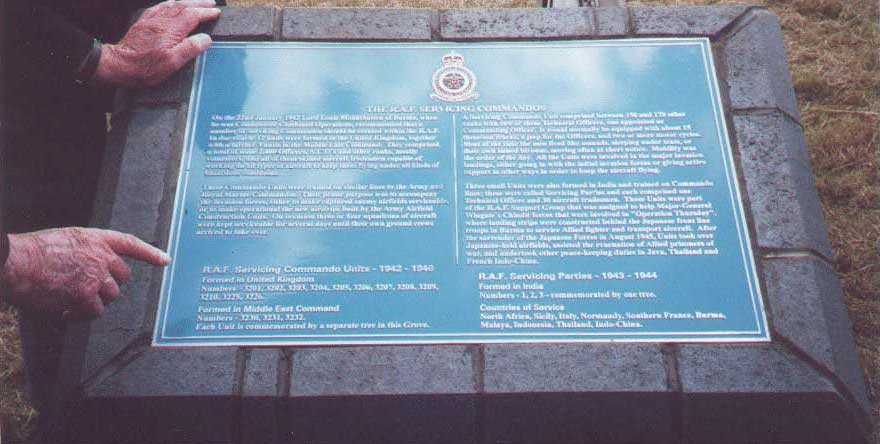 THE R.A.F. SERVICING COMMANDOS
On the 22nd January 1942 Lord Louis Mountbatten of Burma, when
he was Commodore Combined Operations, recommended that a
number of Servicing Commandos should be created within the R.A.F.
In due course 12 units were formed in the United Kingdom, together
with a further 3 units in the Middle East Command. They comprised
a total of some 2,400 Officers, N.C.O's and other ranks, mostly
volunteers, and all of them skilled aircraft tradesmen capable of
working on all types of aircraft to keep them flying under all kinds of
hazardous conditions.
These Commando Units were trained on similar lines to the Army and
Royal Marine Commandos. Their prime purpose was to accompany
the invasion forces, either to make captured enemy airfields serviceable,
or to make operational the new airstrips built by the Army Airfield
Construction Units. On occasion three or four squadrons of aircraft
were kept serviceable for several days until their own ground crews
arrived to take over.
R.A.F. Servicing Commando Units - 1942 - 1946
Formed in United Kingdom
Numbers - 3201, 3202, 3203, 3204, 3205, 3206, 3207, 3208, 3209,
3210, 3225, 3226.
Formed in Middle East Command
Numbers - 3230, 3231, 3232.
Each Unit is commemorated by a separate tree in this Grove.
A Servicing Commando Unit comprised between 150 and 170 other
ranks with two or three Technical Officers, one appointed as
Commanding Officer. It would normally be equipped with about 15
three-ton trucks, a jeep for the Officers, and two or more motor cycles.
Most of the time the men lived like nomads, sleeping under tents, or
their own named bivouac, moving often at short notice. Mobility was
the order of the day. All the Units were involved in the major invasion
landings, either going in with the initial invasion forces or giving active
support in other ways in order to keep the aircraft flying.
Three small Units were also formed in India and trained on Commando
lines; these were called Servicing Parties and each comprised one
Technical Officer and 30 aircraft tradesmen. These Units were part
of the R.A.F. Support Group that was assigned to help Major-General
Wingate's Chindit forces that were involved in "Operation Thursday",
where landing strips were constructed behind the Japanese front line
troops in Burma to service Allied fighter and transport aircraft. After
the surrender of the Japanese Forces in August 1945, Units took over
Japanese-held airfields, assisted the evacuation of Allied prisoners of
war, and undertook other peace-keeping duties in Java, Thailand and
French Indo-China.
R.A.F. Servicing Parties - 1943 - 1944
Formed in India
Numbers - 1, 2, 3 - commemorated by one tree.
Countries of Service
North Africa, Sicily, Italy, Normandy, Southern France, Burma,
Malaya, Indonesia, Thailand, Indo-China.